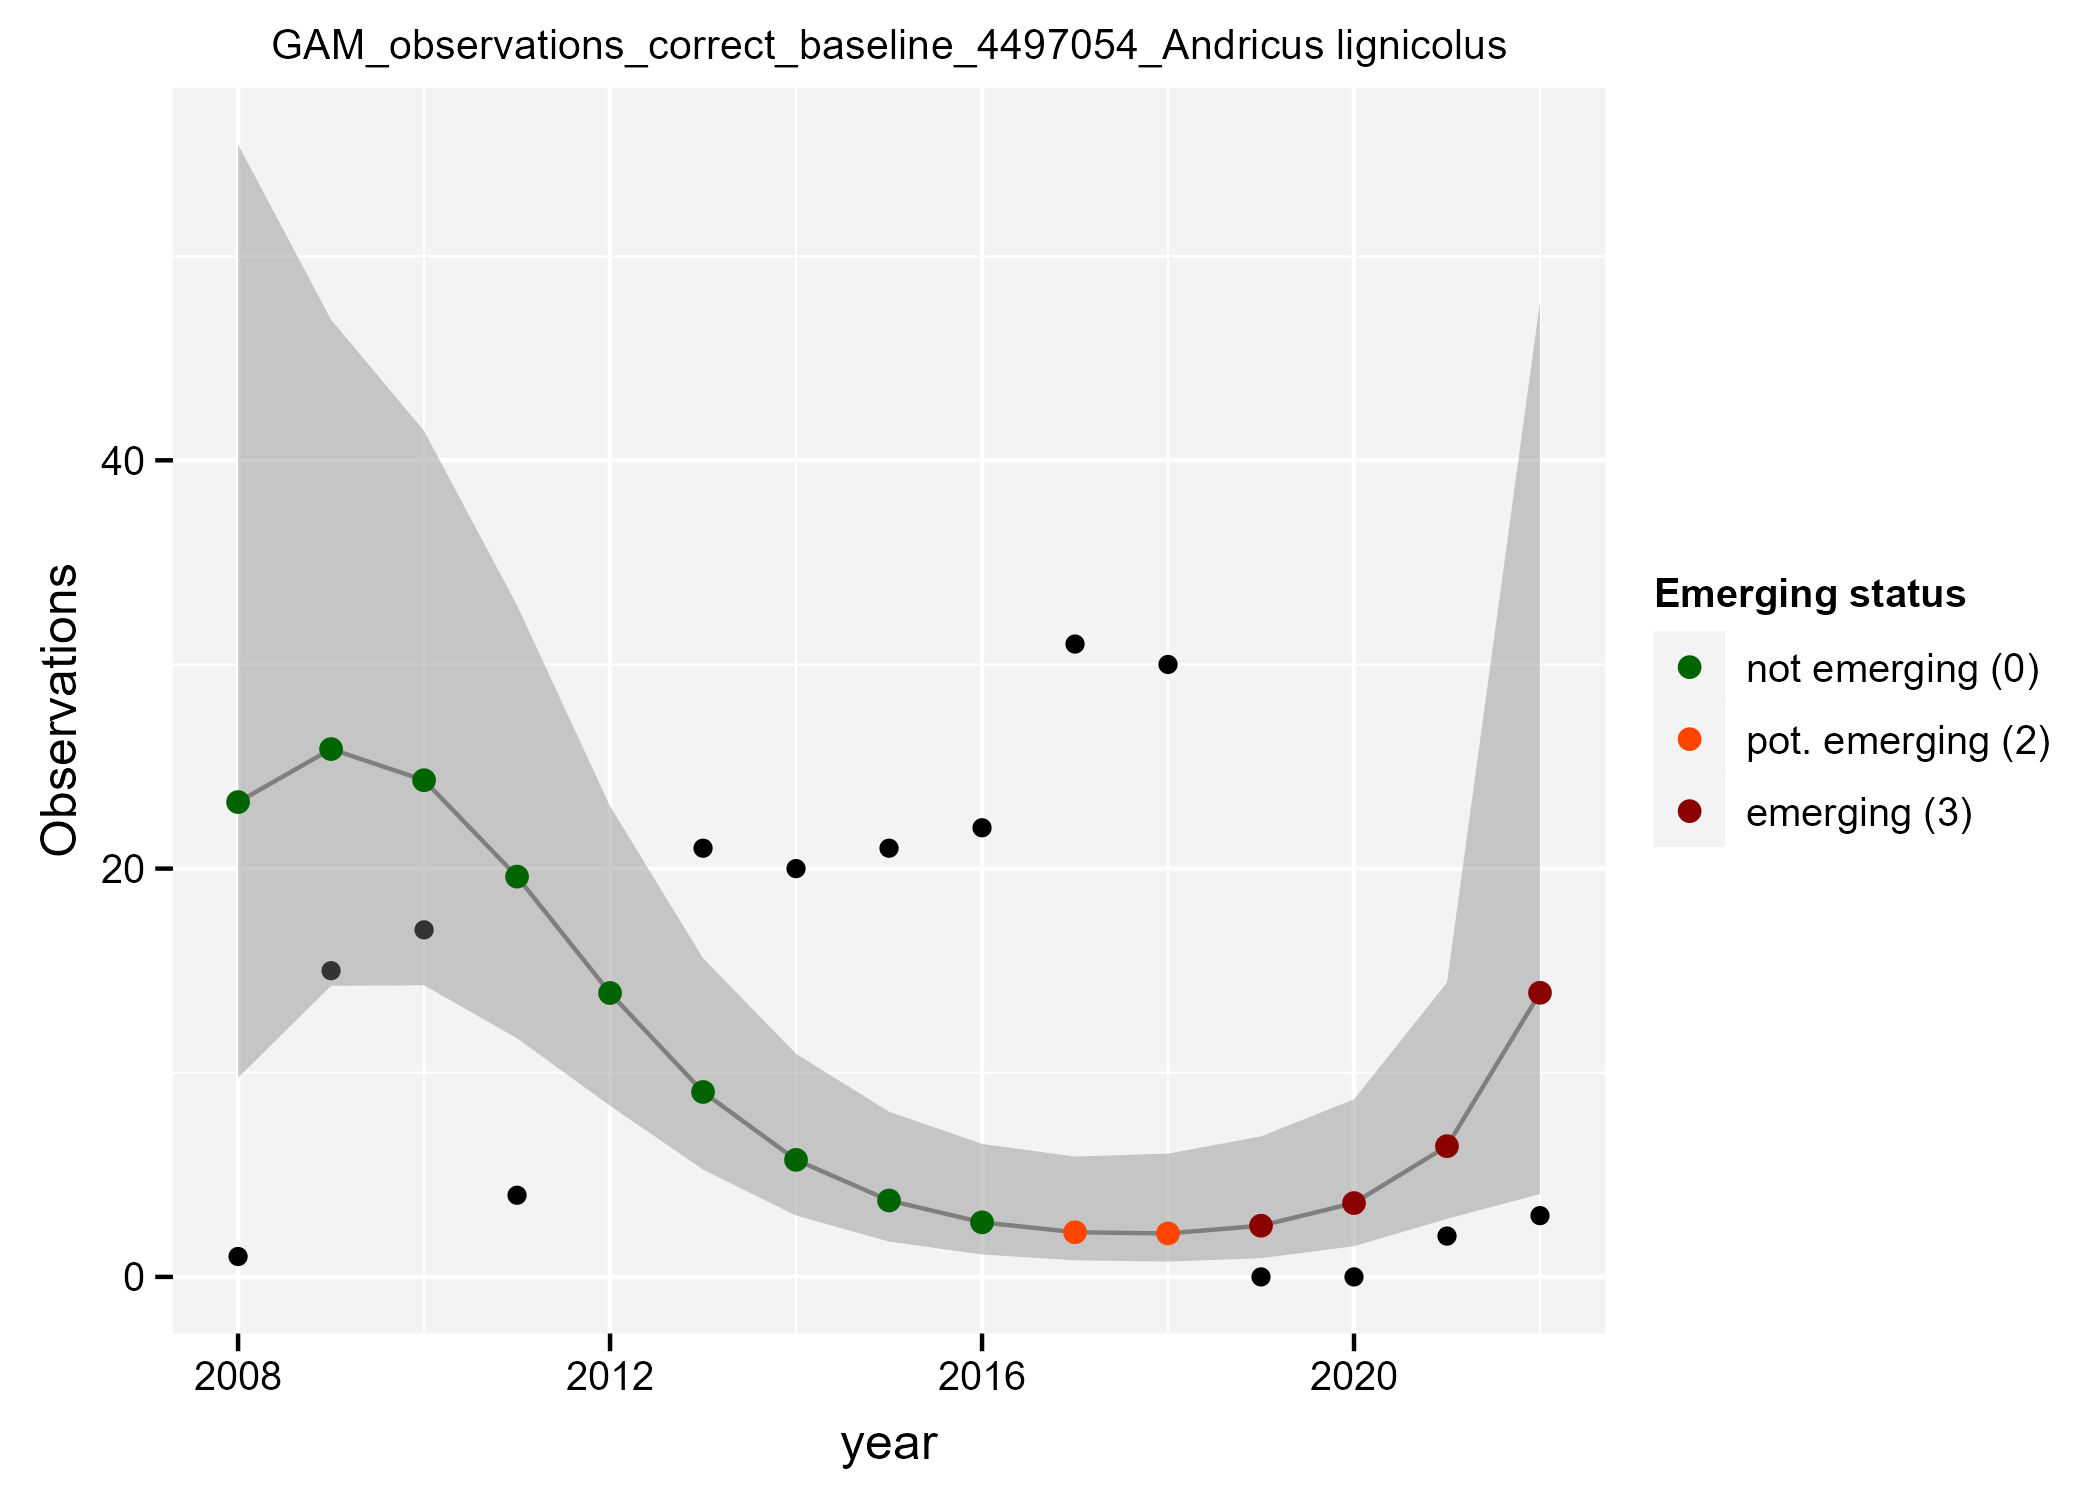 GAM_observations_correct_baseline_4497054_Andricus lignicolus
Observations
40
20
0
2008
2012
2016
2020
year
Emerging status
not emerging (0)
pot. emerging (2)
emerging (3)